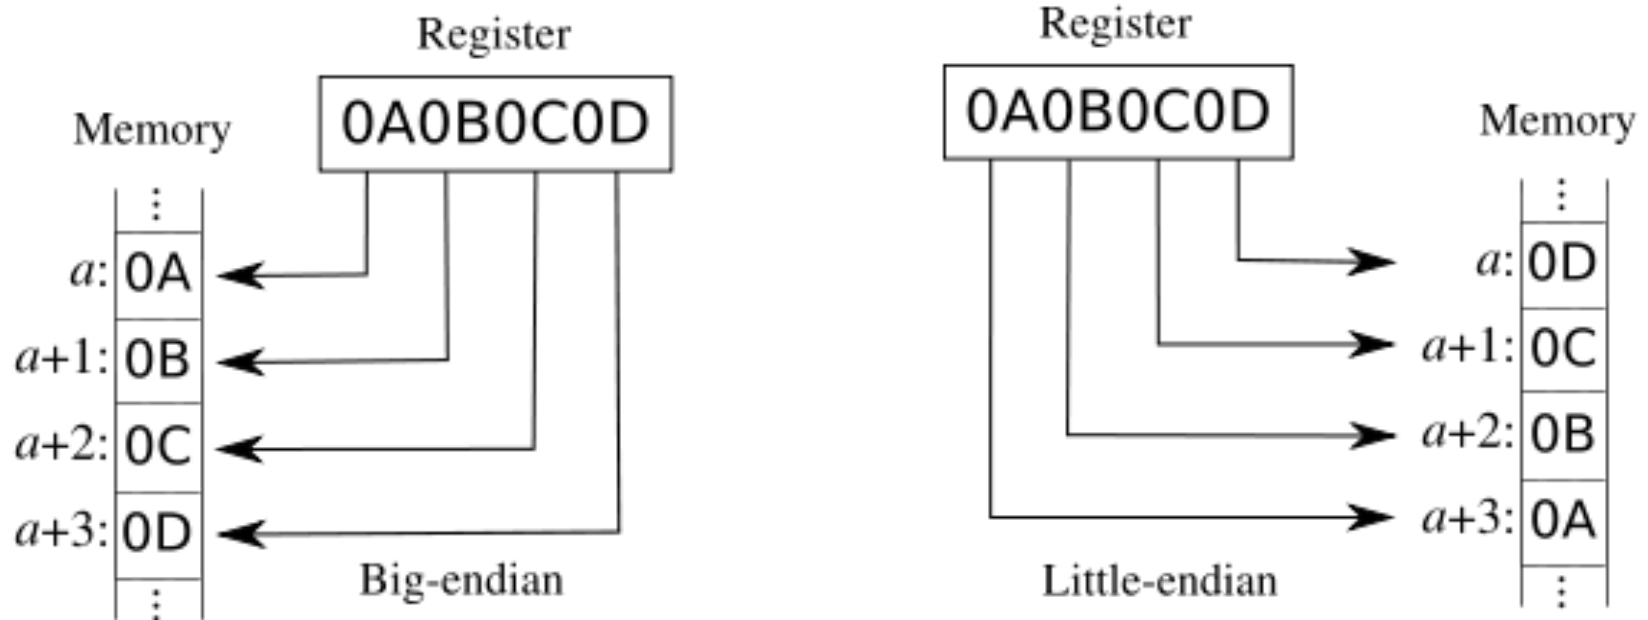 Register
0A0B0C0D
Memory
⋮
a: 0A
a+1: 0B
a+2: 0C
a+3: 0D
⋮
Big-endian
Register
0A0B0C0D
Memory
⋮
a: 0D
a+1: 0C
a+2: 0B
a+3: 0A
⋮
Little-endian